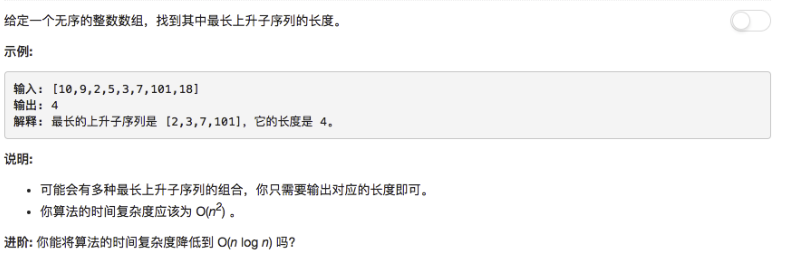 给定一个无序的整数数组，找到其中最长上升子序列的长度。
示例:
输入: [10,9,2,5,3,7,101,18]
输出: 4
解释: 最长的上升子序列是 [2,3,7,101]，它的长度是 4。
说明:
• 可能会有多种最长上升子序列的组合，你只需要输出对应的长度即可。
• 你算法的时间复杂度应该为 O(n²) 。
进阶: 你能将算法的时间复杂度降低到 O(n log n) 吗?